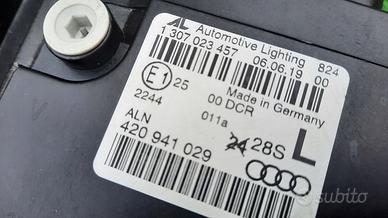 AL Automotive Lighting 824
1 307 023 457 06.06.19 00
E1 25 Made in Germany
2244 00 DCR
011a
ALN 24 28S L
420 941 029
subito